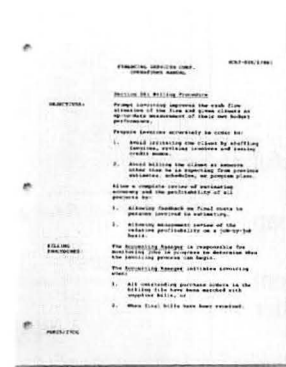 FINANCIAL SERVICES CORP.
OPERATIONS MANUAL
Section II: Billing Procedure
OBJECTIVES:
Prompt invoicing improves the cash flow
situation of the firm and gives clients an
up-to-date measurement of their own budget
performance.
Prepare invoices accurately in order to:
1. Avoid irritating the client by shuffling
invoices, revising invoices and issuing
credit memos.
2. Avoid billing the client at amounts
other than he is expecting from previous
estimates, schedules, or program plans.
Allow a complete review of estimating
accuracy and the profitability of all
projects by:
1. Allowing feedback on final costs to
persons involved in estimating.
2. Allowing management review of the
relative profitability on a job-by-job
basis.
BILLING
PROCEDURES:
The Accounting Manager is responsible for
monitoring jobs in progress to determine when
the invoicing process can begin.
The Accounting Manager initiates invoicing
when:
1. All outstanding purchase orders in the
billing file have been matched with
suppliers bills, or
2. When final bills have been received.